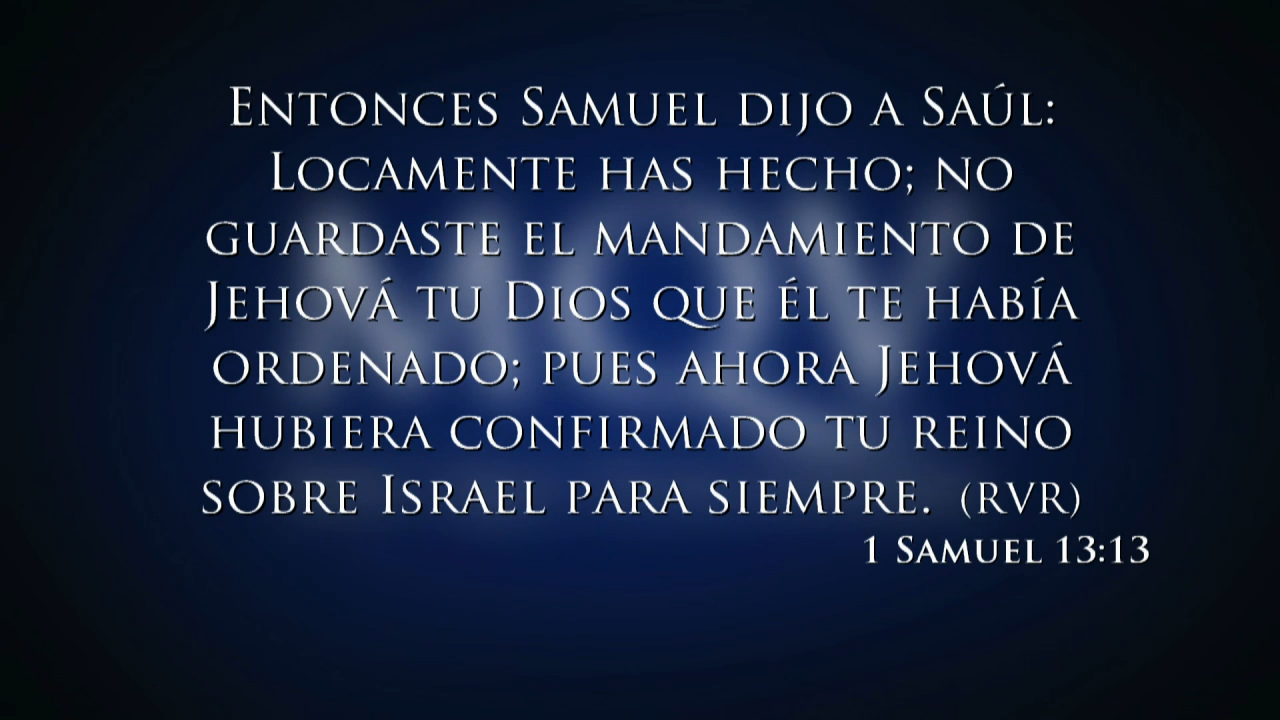 Entonces Samuel dijo a Saúl:
Locamente has hecho; no
guardaste el mandamiento de
Jehová tu Dios que él te había
ordenado; pues ahora Jehová
hubiera confirmado tu reino
sobre Israel para siempre. (RVR)
1 Samuel 13:13